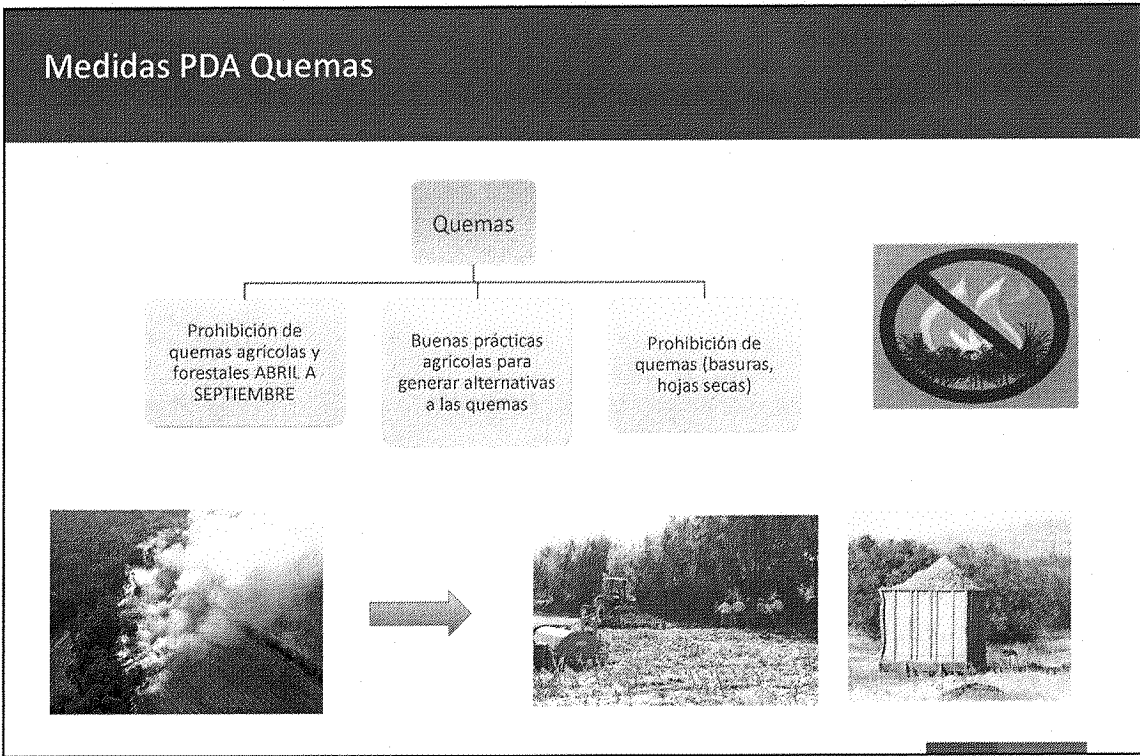 Medidas PDA Quemas
Quemas
Prohibición de
quemas agrícolas y
forestales ABRIL A
SEPTIEMBRE
Buenas prácticas
agrícolas para
generar alternativas
a las quemas
Prohibición de
quemas (basuras,
hojas secas)